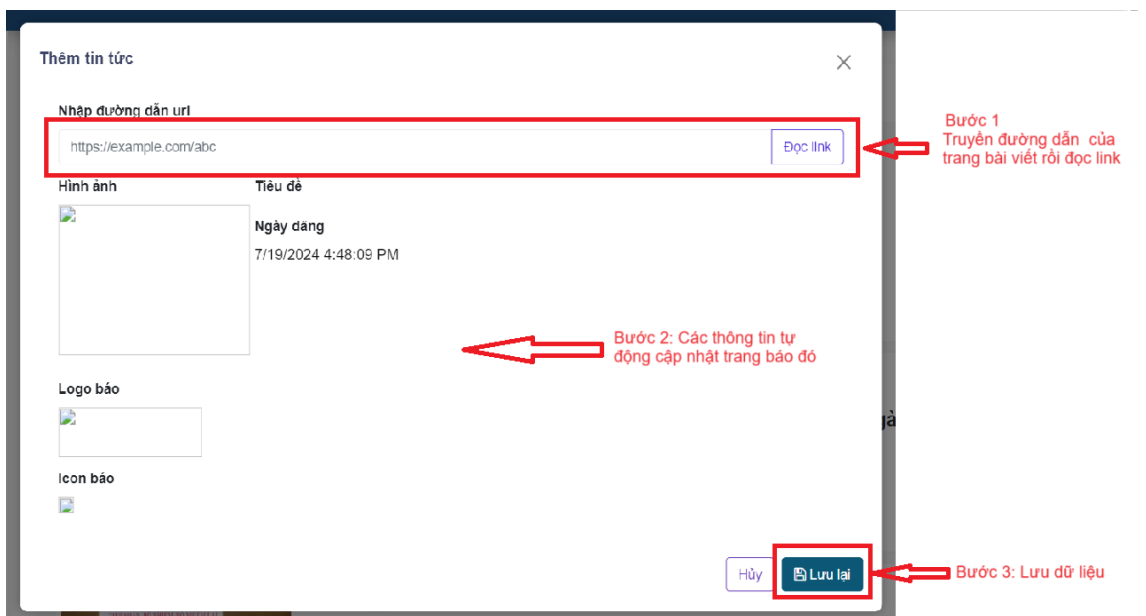 Thêm tin tức
Nhập đường dẫn url
https://example.com/abc
Đọc link
Bước 1
Truyền đường dẫn của
trang bài viết rồi đọc link
Hình ảnh
Tiêu đề
Ngày đăng
7/19/2024 4:48:09 PM
Bước 2: Các thông tin tự
động cập nhật trang báo đó
Logo báo
Icon báo
Hủy
Lưu lại
Bước 3: Lưu dữ liệu